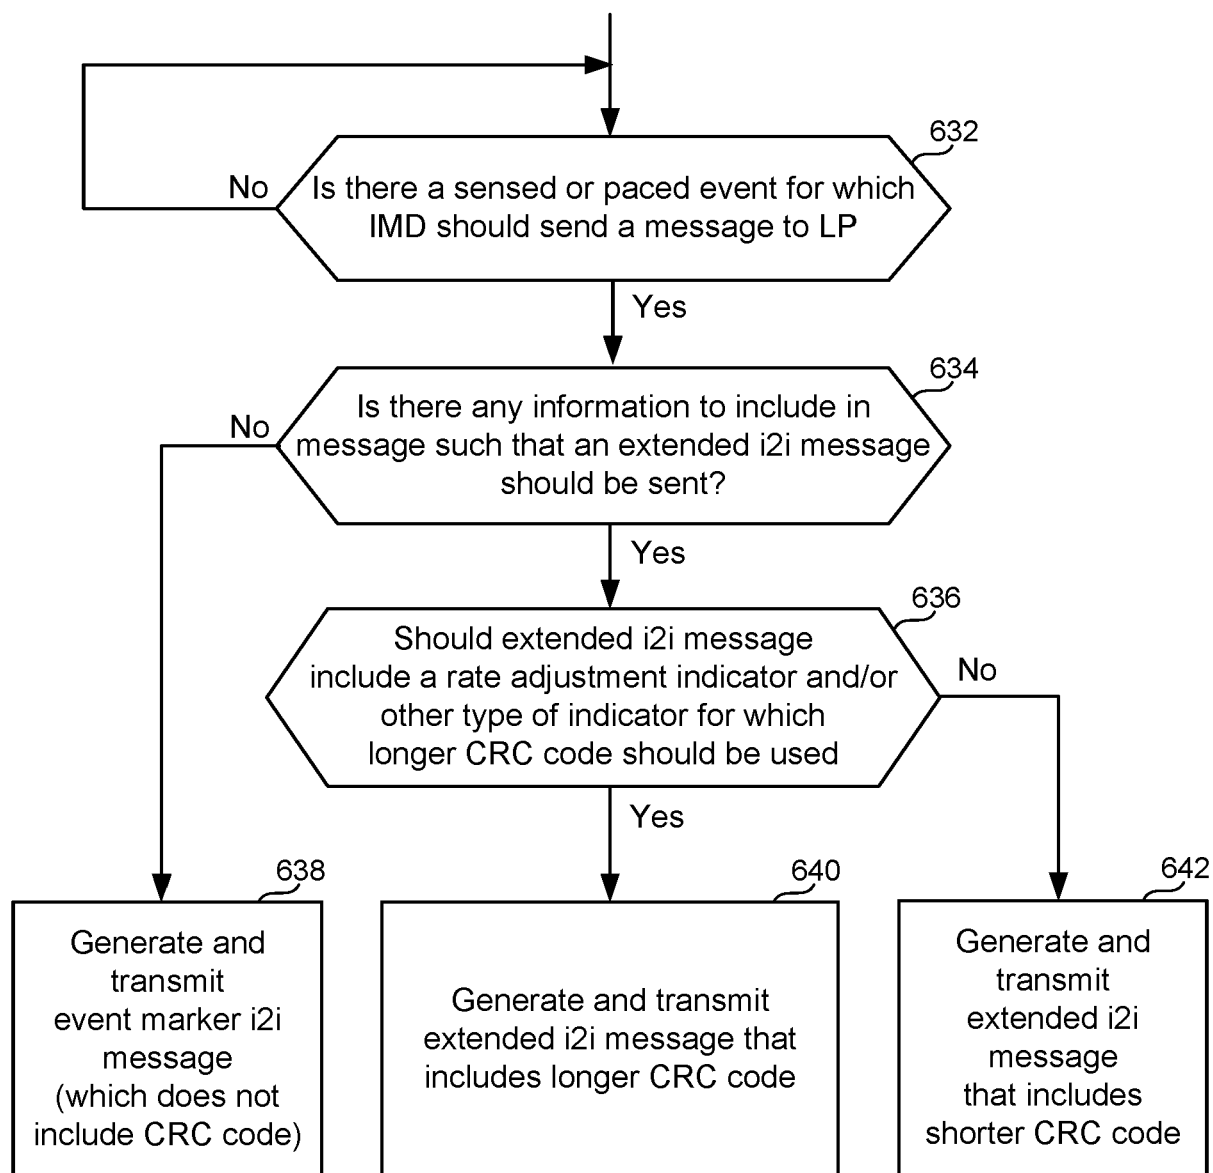 632
No
Is there a sensed or paced event for which
IMD should send a message to LP
Yes
634
No
Is there any information to include in
message such that an extended i2i message
should be sent?
Yes
636
Should extended i2i message
include a rate adjustment indicator and/or
other type of indicator for which
longer CRC code should be used
No
Yes
638
Generate and
transmit
event marker i2i
message
(which does not
include CRC code)
640
Generate and transmit
extended i2i message that
includes longer CRC code
642
Generate and
transmit
extended i2i
message
that includes
shorter CRC code